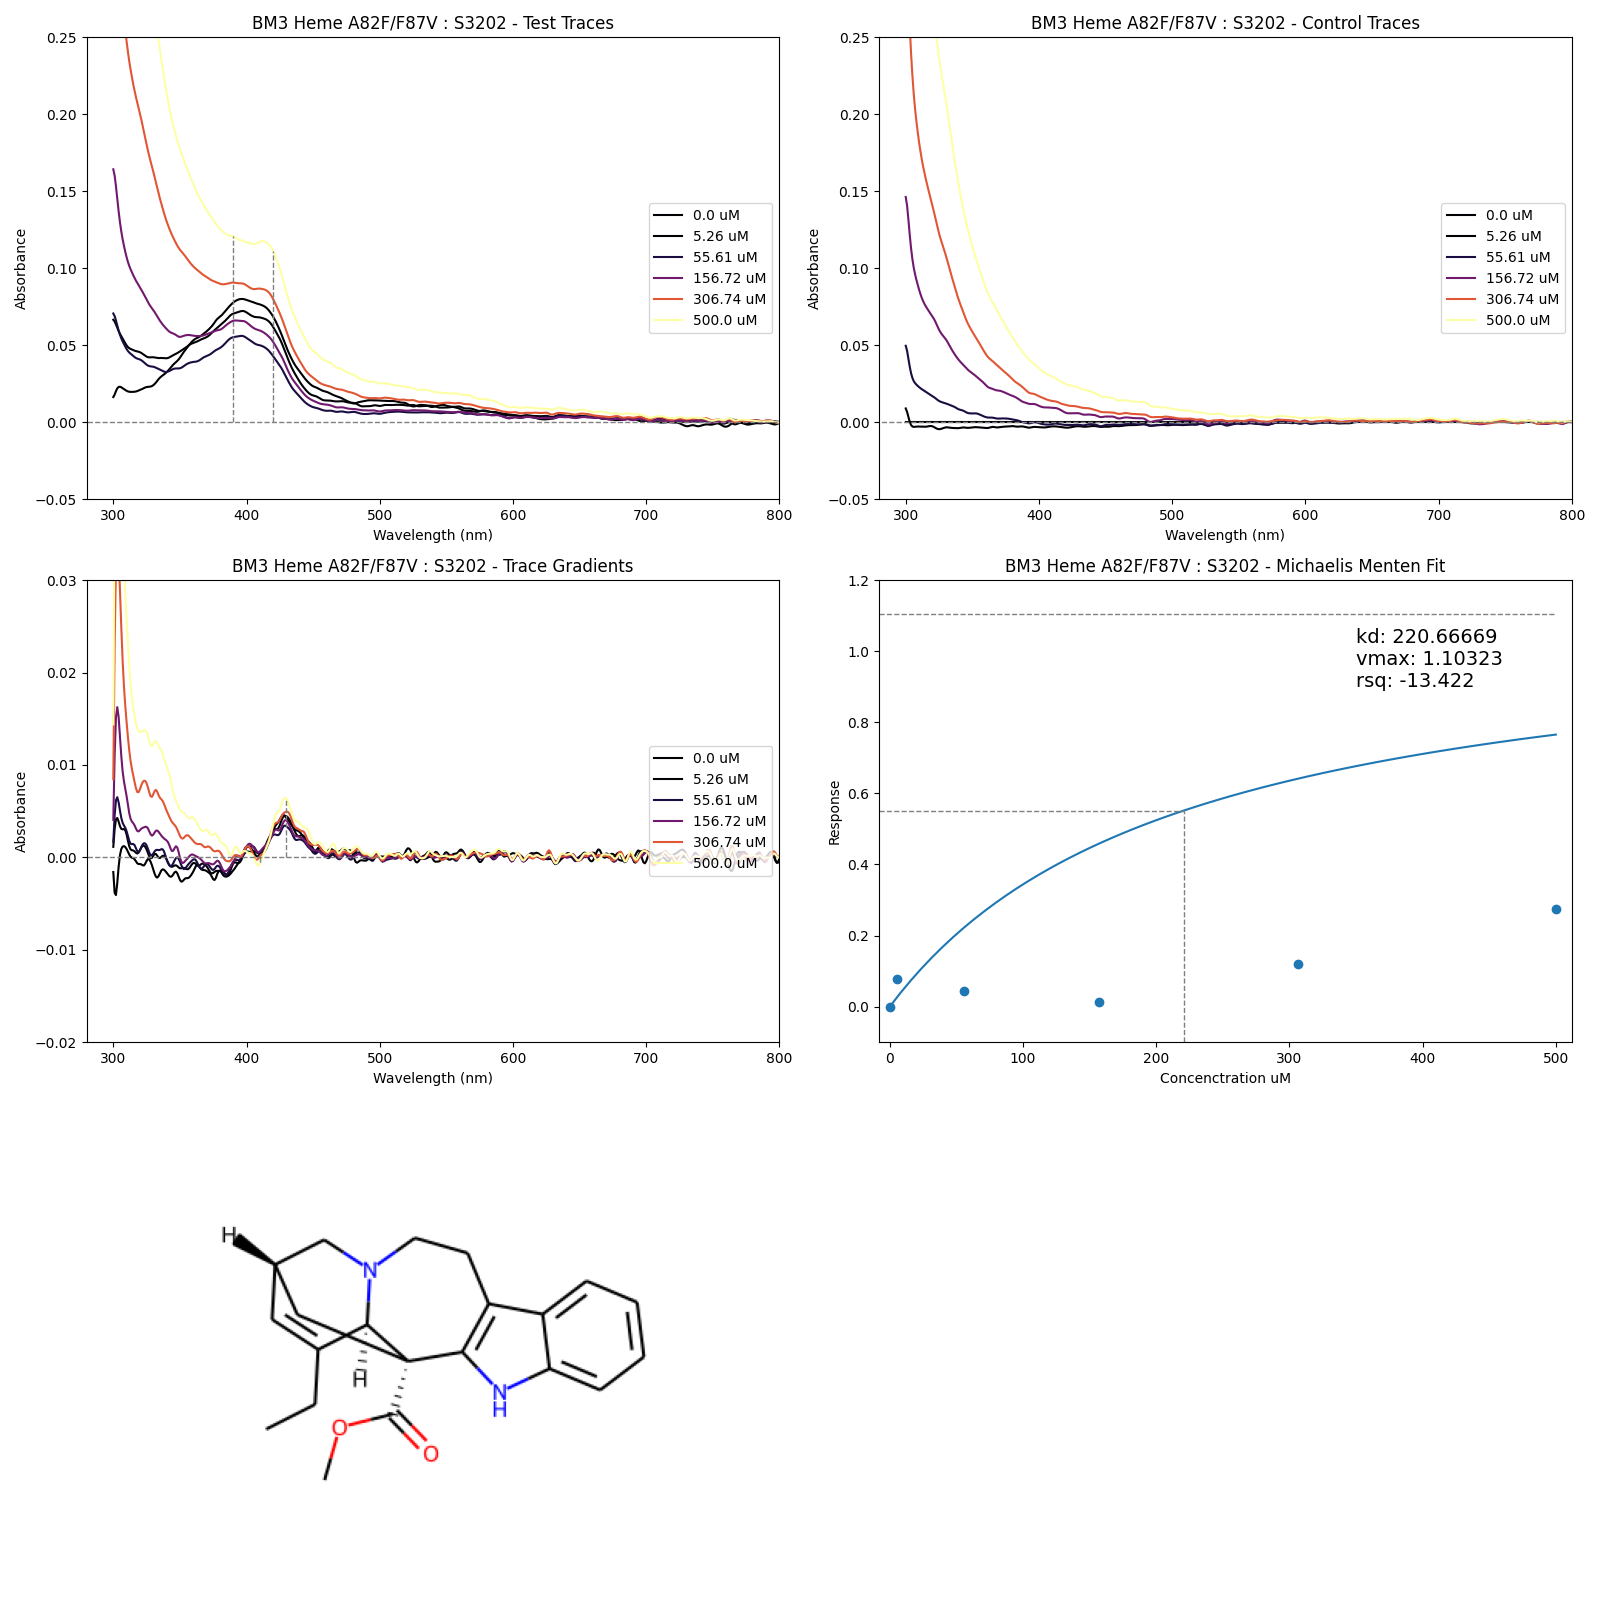 BM3 Heme A82F/F87V : S3202 - Test Traces
Absorbance
0.25
0.20
0.15
0.10
0.05
0.00
−0.05
300 400 500 600 700 800
Wavelength (nm)
0.0 uM
5.26 uM
55.61 uM
156.72 uM
306.74 uM
500.0 uM
BM3 Heme A82F/F87V : S3202 - Control Traces
Absorbance
0.25
0.20
0.15
0.10
0.05
0.00
−0.05
300 400 500 600 700 800
Wavelength (nm)
0.0 uM
5.26 uM
55.61 uM
156.72 uM
306.74 uM
500.0 uM
BM3 Heme A82F/F87V : S3202 - Trace Gradients
Absorbance
0.03
0.02
0.01
0.00
−0.01
−0.02
300 400 500 600 700 800
Wavelength (nm)
0.0 uM
5.26 uM
55.61 uM
156.72 uM
306.74 uM
500.0 uM
BM3 Heme A82F/F87V : S3202 - Michaelis Menten Fit
Response
1.2
1.0
0.8
0.6
0.4
0.2
0.0
kd: 220.66669
vmax: 1.10323
rsq: -13.422
0 100 200 300 400 500
Concenctration uM
H
N
H
N
H
O
O